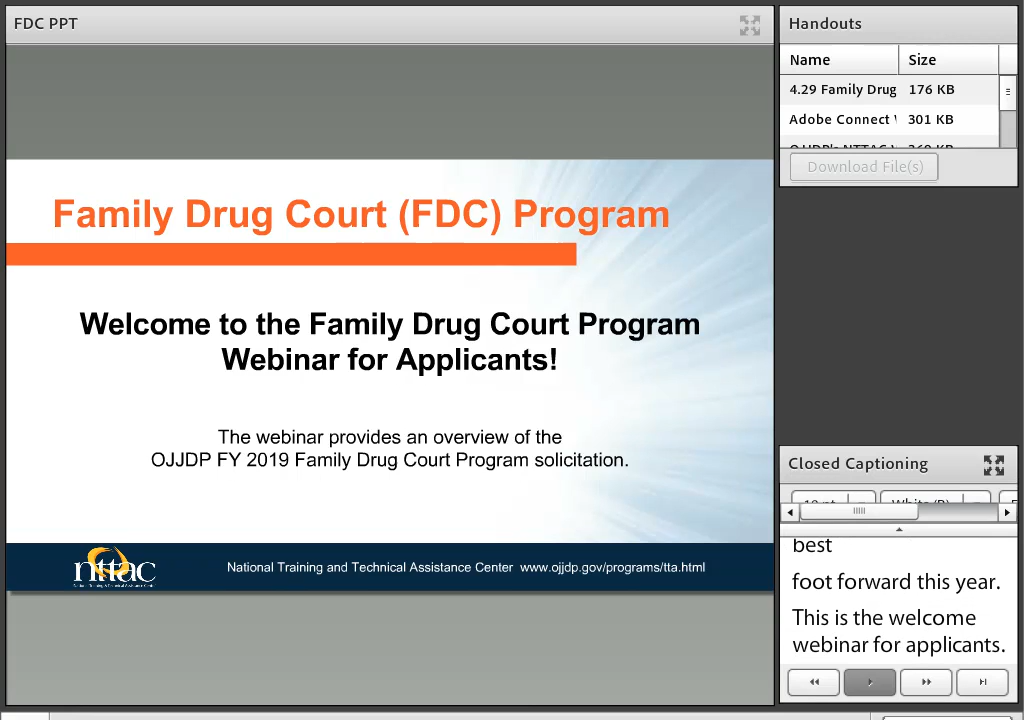 FDC PPT
Family Drug Court (FDC) Program
Welcome to the Family Drug Court Program
Webinar for Applicants!
The webinar provides an overview of the
OJJDP FY 2019 Family Drug Court Program solicitation.
nttac
National Training and Technical Assistance Center www.ojjdp.gov/programs/tta.html
Handouts
Name Size
4.29 Family Drug 176 KB
Adobe Connect 301 KB
OJJDP's NTTAC
Download File(s)
Closed Captioning
best
foot forward this year.
This is the welcome
webinar for applicants.